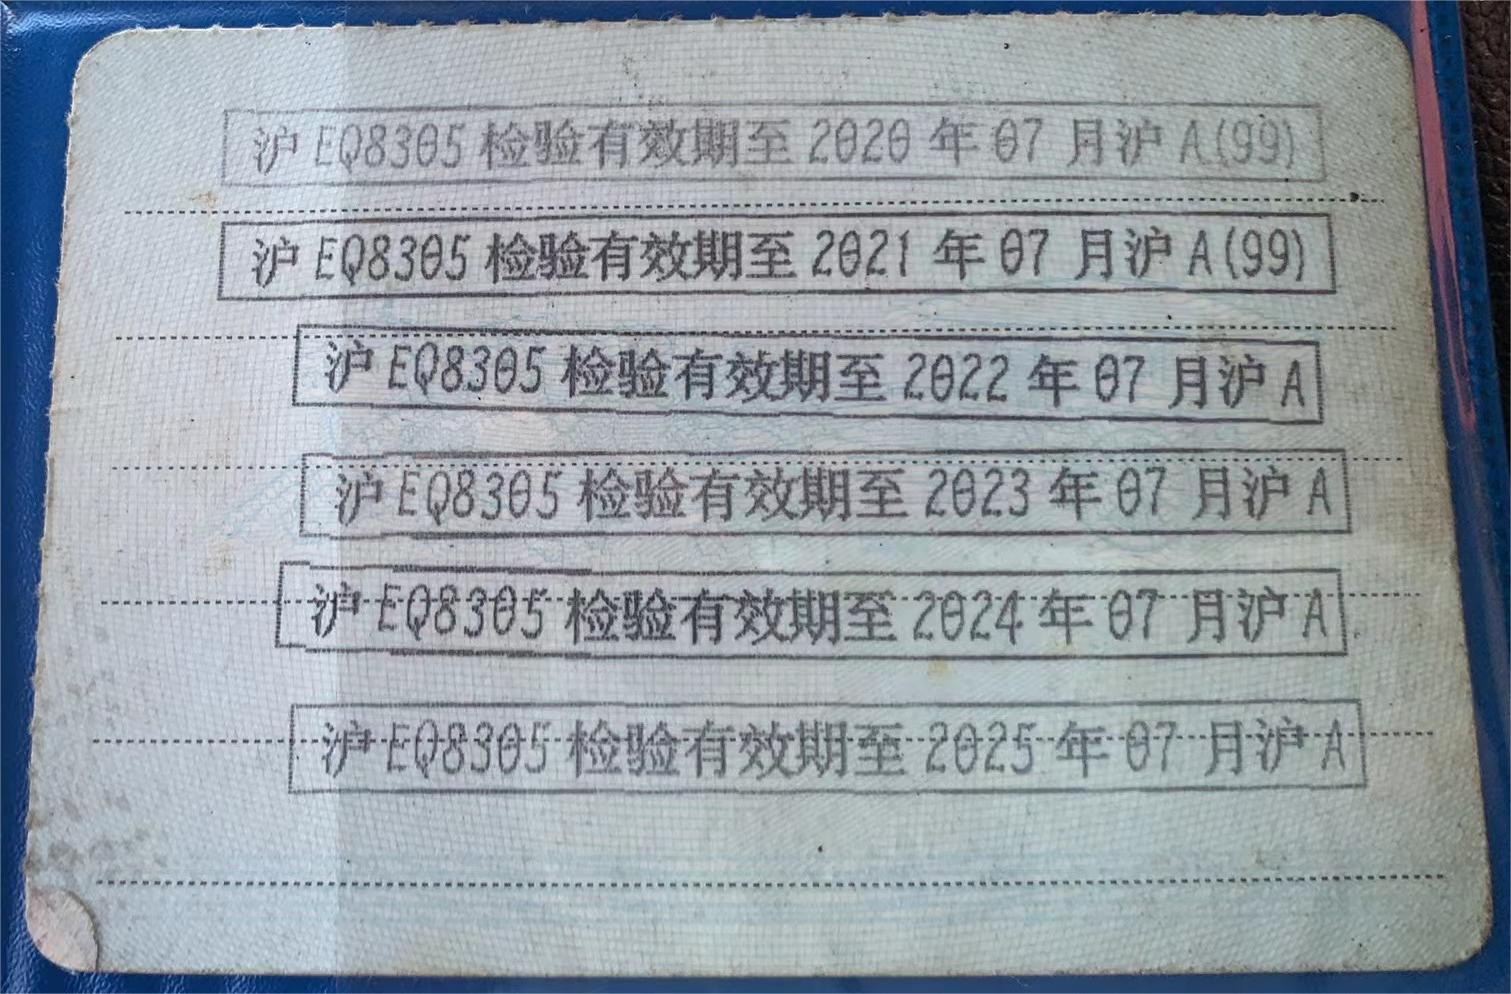 沪EQ8305检验有效期至2020年07月沪A(99)
沪EQ8305检验有效期至2021年07月沪A(99)
沪EQ8305检验有效期至2022年07月沪A
沪EQ8305检验有效期至2023年07月沪A
沪EQ8305检验有效期至2024年07月沪A
沪EQ8305检验有效期至2025年07月沪A